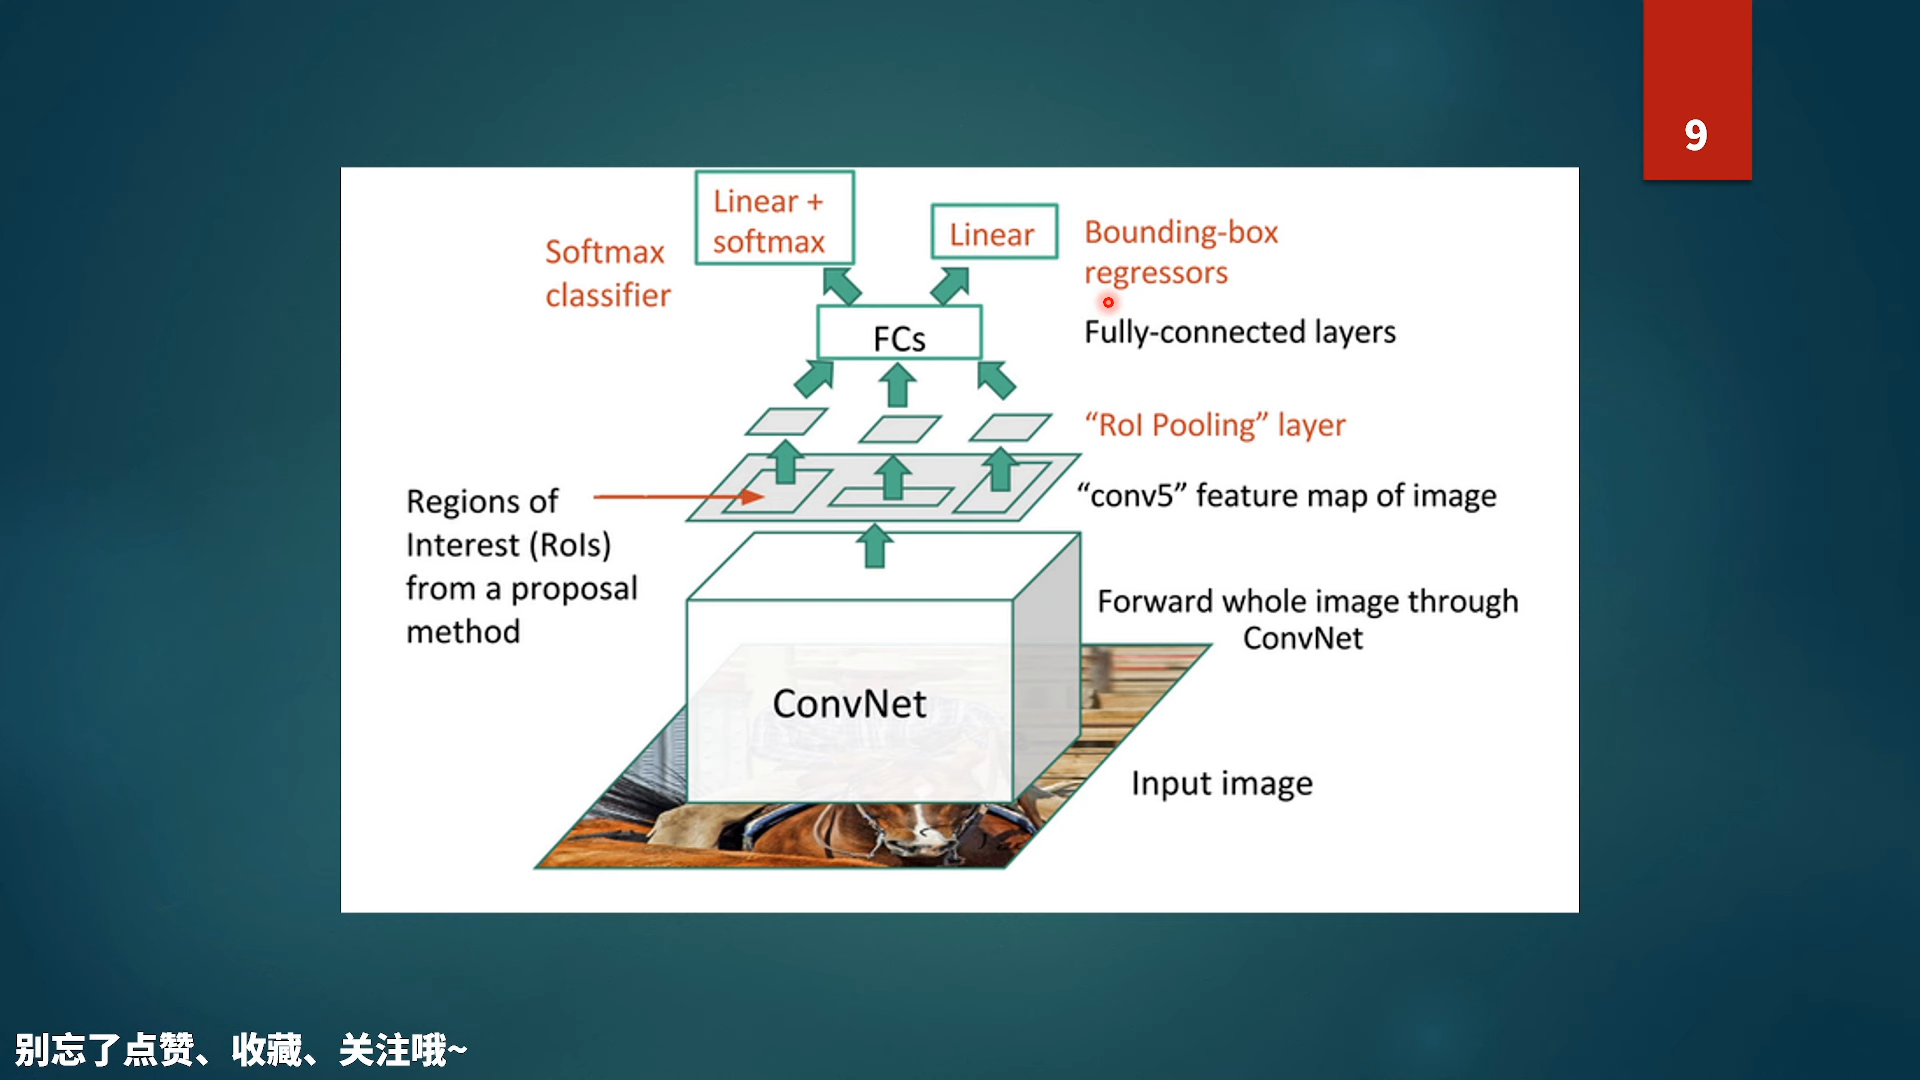 9
Linear +
softmax
Linear
Softmax
classifier
Bounding-box
regressors
FCs
Fully-connected layers
“RoI Pooling” layer
Regions of
Interest (RoIs)
from a proposal
method
“conv5” feature map of image
Forward whole image through
ConvNet
ConvNet
Input image
别忘了点赞、收藏、关注哦~